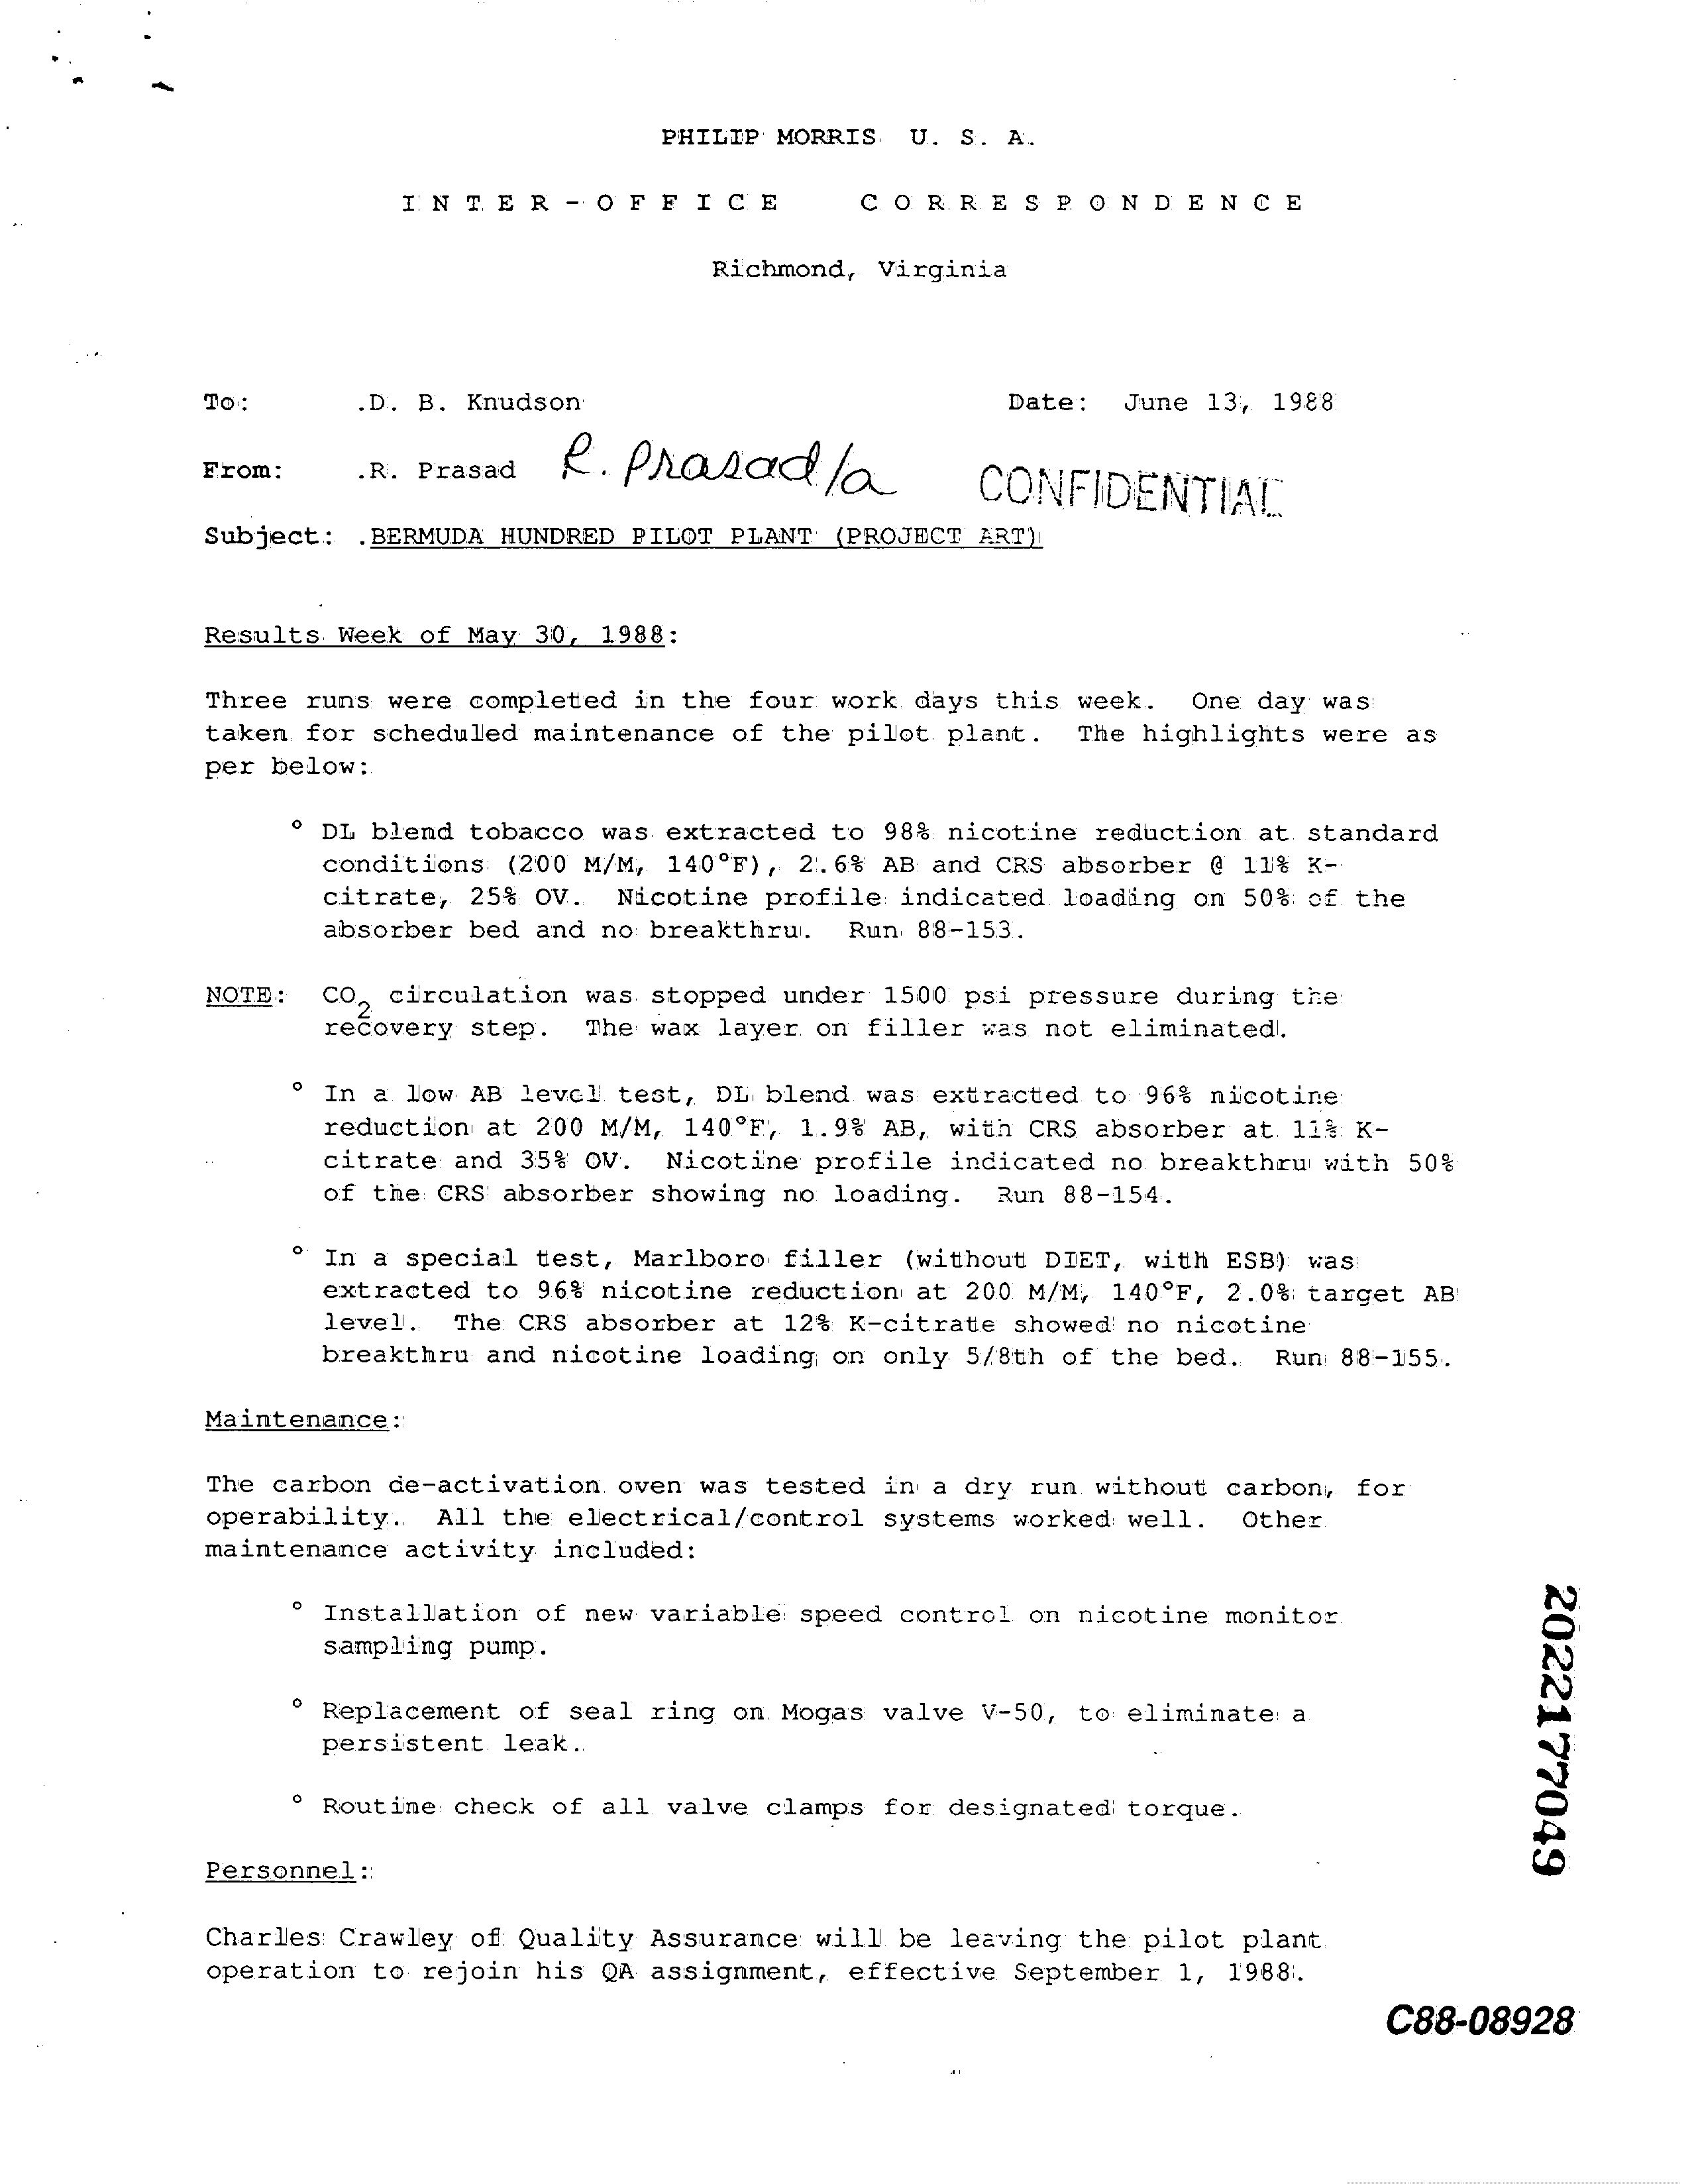 PHILIP MORRIS U. S. A.
INTER-OFFICE CORRESPONDENCE
Richmond, Virginia
To: .D. B. Knudson Date: June 13, 1988
From: .R. Prasad R. Prasad/a CONFIDENTIAL
Subject: .BERMUDA HUNDRED PILOT PLANT (PROJECT ART)
Results Week of May 30, 1988:
Three runs were completed in the four work days this week. One day was
taken for scheduled maintenance of the pilot plant. The highlights were as
per below:
° DL blend tobacco was extracted to 98% nicotine reduction at standard
conditions (200 M/M, 140°F), 2.6% AB and CRS absorber @ 11% K-
citrate, 25% OV. Nicotine profile indicated loading on 50% of the
absorber bed and no breakthru. Run 88-153.
NOTE: CO2 circulation was stopped under 1500 psi pressure during the
recovery step. The wax layer on filler was not eliminated.
° In a low AB level test, DL blend was extracted to 96% nicotine
reduction at 200 M/M, 140°F, 1.9% AB, with CRS absorber at 11% K-
citrate and 35% OV. Nicotine profile indicated no breakthru with 50%
of the CRS absorber showing no loading. Run 88-154.
° In a special test, Marlboro filler (without DIET, with ESB) was
extracted to 96% nicotine reduction at 200 M/M, 140°F, 2.0% target AB
level. The CRS absorber at 12% K-citrate showed no nicotine
breakthru and nicotine loading on only 5/8th of the bed. Run 88-155.
Maintenance:
The carbon de-activation oven was tested in a dry run without carbon, for
operability. All the electrical/control systems worked well. Other
maintenance activity included:
° Installation of new variable speed control on nicotine monitor
sampling pump.
° Replacement of seal ring on Mogas valve V-50, to eliminate a
persistent leak.
° Routine check of all valve clamps for designated torque.
Personnel:
Charles Crawley of Quality Assurance will be leaving the pilot plant
operation to rejoin his QA assignment, effective September 1, 1988.
C88-08928
2022177049